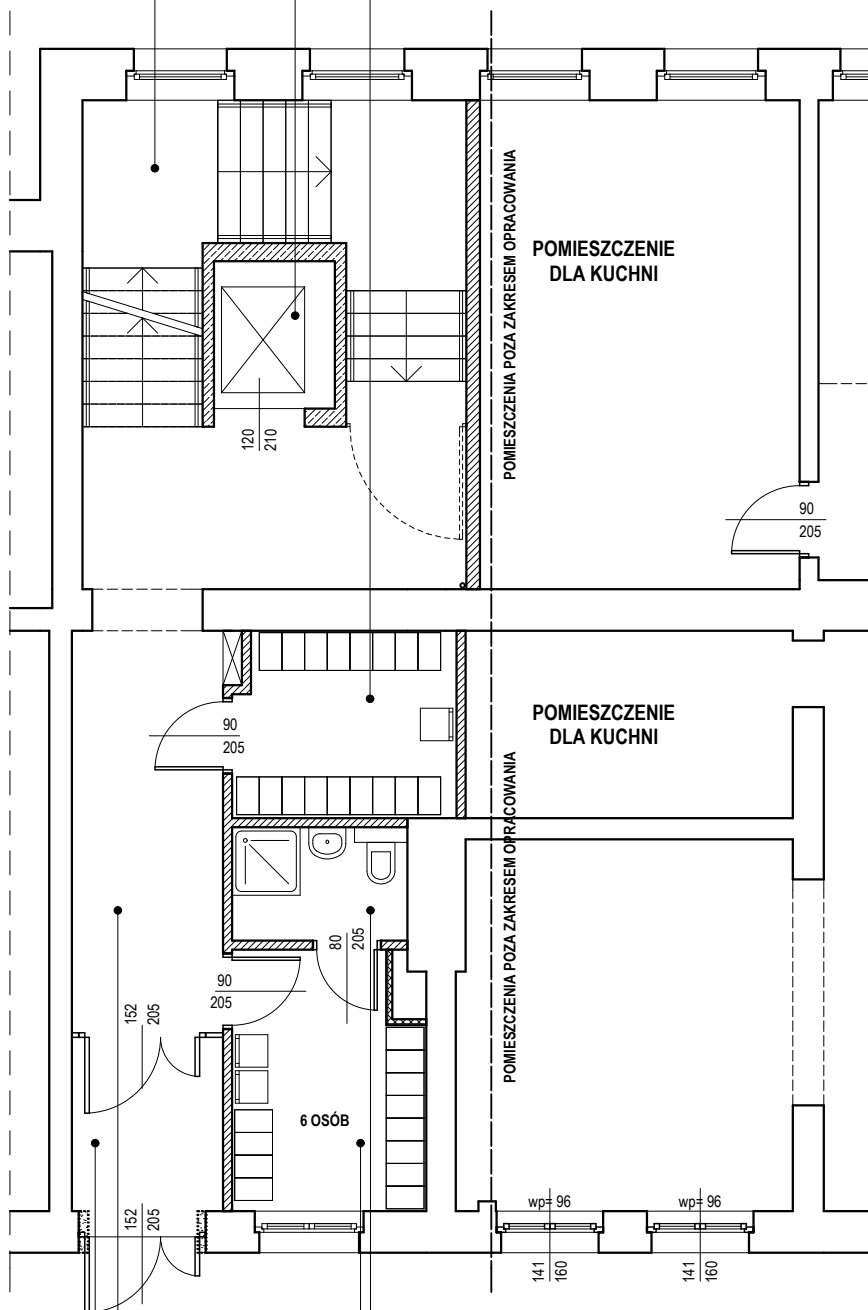 POMIESZCZENIA POZA ZAKRESEM OPRACOWANIA
POMIESZCZENIE
DLA KUCHNI
120
210
90
205
90
205
POMIESZCZENIE
DLA KUCHNI
POMIESZCZENIA POZA ZAKRESEM OPRACOWANIA
80
205
90
205
152
205
6 OSÓB
152
205
wp= 96
wp= 96
141
160
141
160